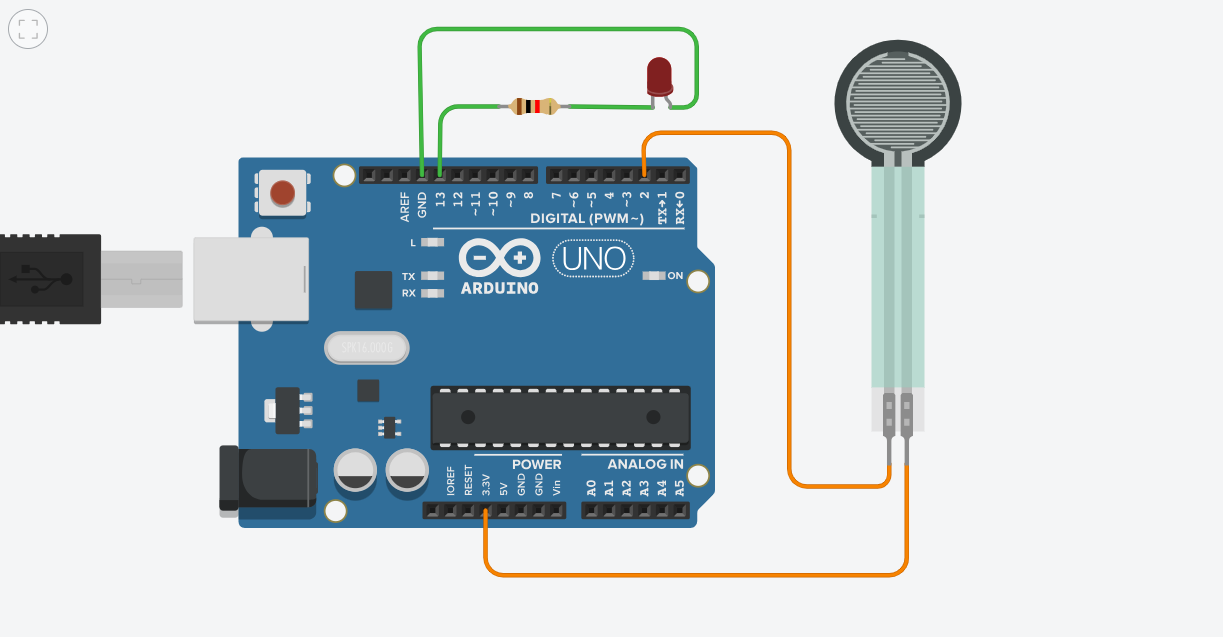 AREF
GND
13
12
~11
~10
~9
8
7
~6
~5
4
~3
2
TX→1
RX←0
DIGITAL (PWM~)
L
TX
RX
UNO
ON
ARDUINO
SPK16.000G
IOREF
RESET
3.3V
5V
GND
GND
Vin
POWER
ANALOG IN
A0
A1
A2
A3
A4
A5